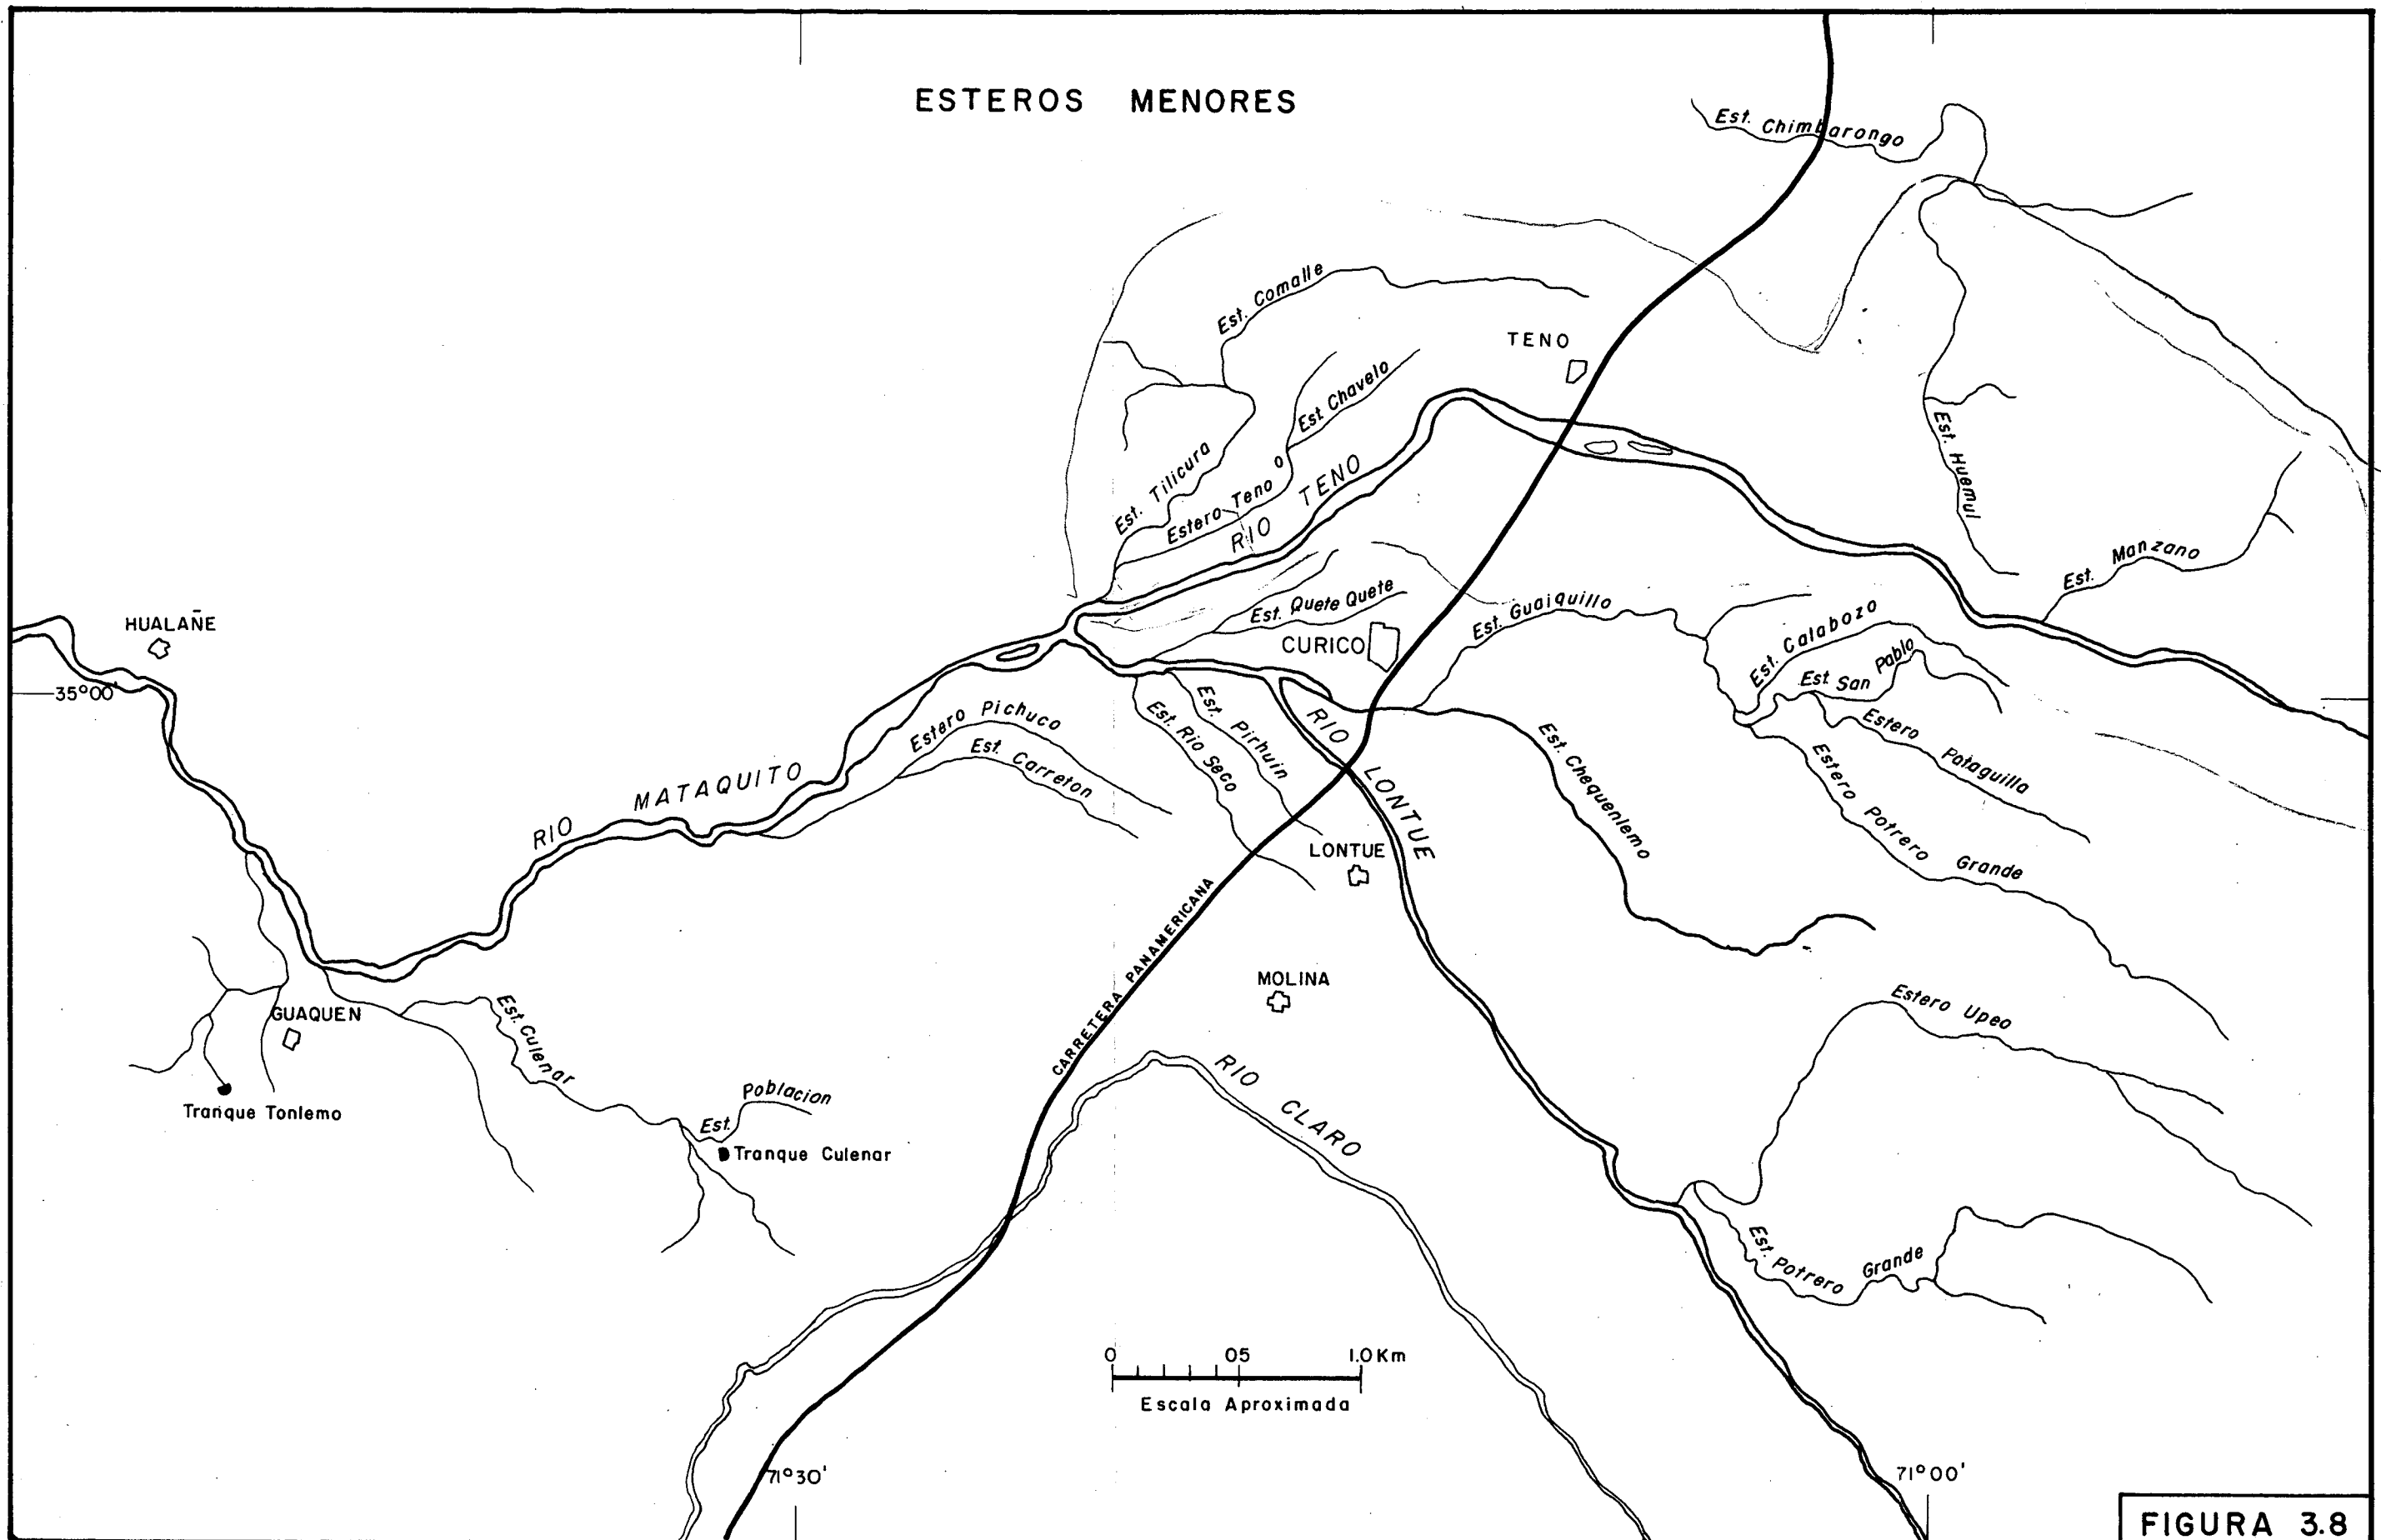 ESTEROS MENORES
Est. Chimbarongo
Est. Comalle
TENO
Est. Chavelo
Est. Tilicura
Estero Teno
RIO TENO
Est. Huemul
Est. Manzano
Est. Quete Quete
CURICO
Est. Guaiquillo
Est. Calabozo
Est San Pablo
Estero Pataguilla
Estero Potrero Grande
HUALAÑE
35°00'
Estero Pichuco
Est. Carreton
Est. Rio Seco
Est. Pirhuin
RIO LONTUE
Est. Chequenlemo
RIO MATAQUITO
LONTUE
CARRETERA PANAMERICANA
MOLINA
GUAQUEN
Est. Culenar
Tranque Tonlemo
Est. Poblacion
Tranque Culenar
RIO CLARO
Estero Upeo
Est. Potrero Grande
0 05 1.0 Km
Escala Aproximada
71°30'
71°00'
FIGURA 3.8